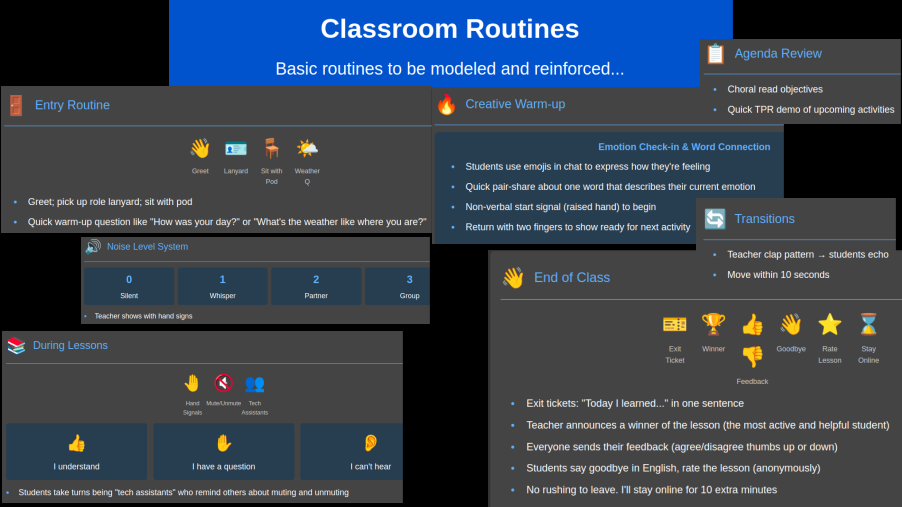 Classroom Routines
Basic routines to be modeled and reinforced...
Agenda Review
Choral read objectives
Quick TPR demo of upcoming activities
Entry Routine
Greet
Lanyard
Sit with
Pod
Weather
Q
Greet; pick up role lanyard; sit with pod
Quick warm-up question like "How was your day?" or "What's the weather like where you are?"
Creative Warm-up
Emotion Check-in & Word Connection
Students use emojis in chat to express how they're feeling
Quick pair-share about one word that describes their current emotion
Non-verbal start signal (raised hand) to begin
Return with two fingers to show ready for next activity
Transitions
Teacher clap pattern → students echo
Move within 10 seconds
Noise Level System
0
Silent
1
Whisper
2
Partner
3
Group
Teacher shows with hand signs
During Lessons
Hand
Signals
Mute/Unmute
Tech
Assistants
I understand
I have a question
I can't hear
Students take turns being "tech assistants" who remind others about muting and unmuting
End of Class
Exit
Ticket
Winner
Feedback
Goodbye
Rate
Lesson
Stay
Online
Exit tickets: "Today I learned..." in one sentence
Teacher announces a winner of the lesson (the most active and helpful student)
Everyone sends their feedback (agree/disagree thumbs up or down)
Students say goodbye in English, rate the lesson (anonymously)
No rushing to leave. I'll stay online for 10 extra minutes